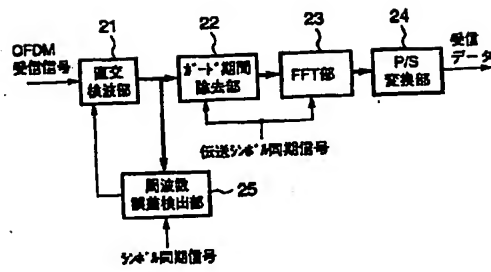 21
22
23
24
OFDM
受信信号
直交
検波部
ガード期間
除去部
FFT部
P/S
変換部
受信
データ
伝送シンボル同期信号
周波数
誤差検出部
25
シンボル同期信号